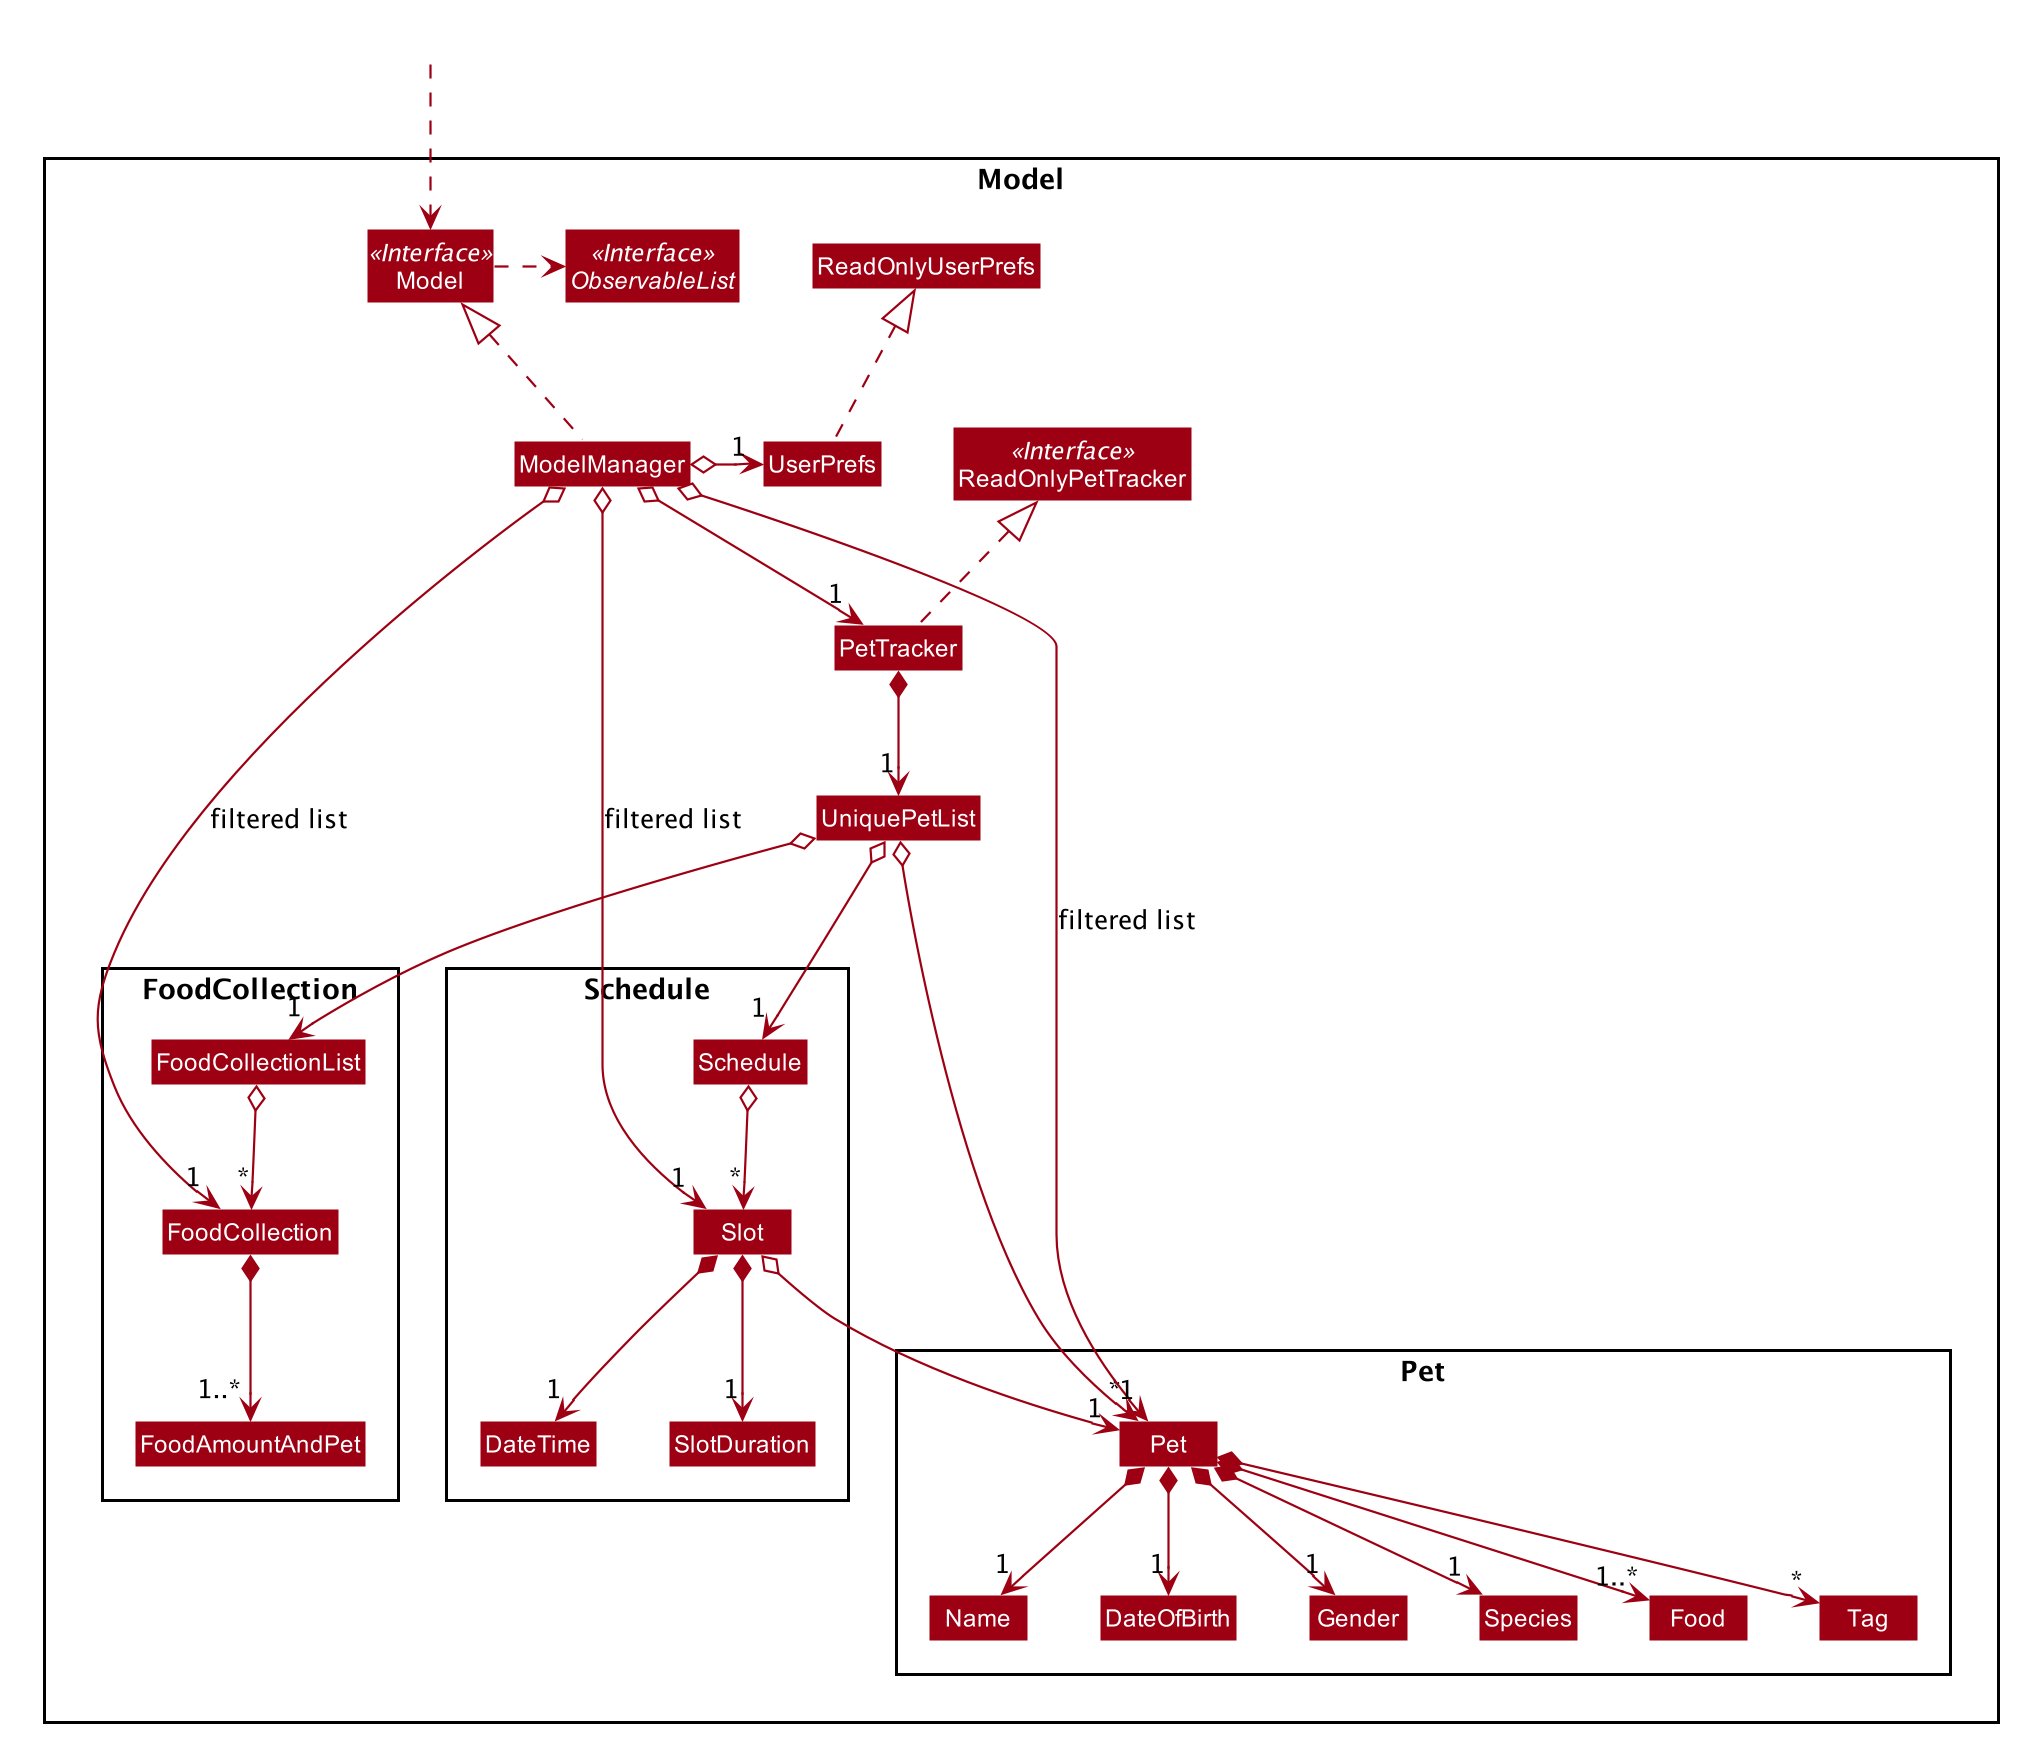 Model
«Interface»
Model
«Interface»
ObservableList
ReadOnlyUserPrefs
ModelManager
1
UserPrefs
«Interface»
ReadOnlyPetTracker
1
PetTracker
1
UniquePetList
filtered list
filtered list
filtered list
FoodCollection
1
FoodCollectionList
1
*
FoodCollection
1..*
FoodAmountAndPet
Schedule
1
Schedule
1
*
Slot
1
1
DateTime
SlotDuration
Pet
*1
1
Pet
1
1
1
1
1..*
*
Name
DateOfBirth
Gender
Species
Food
Tag